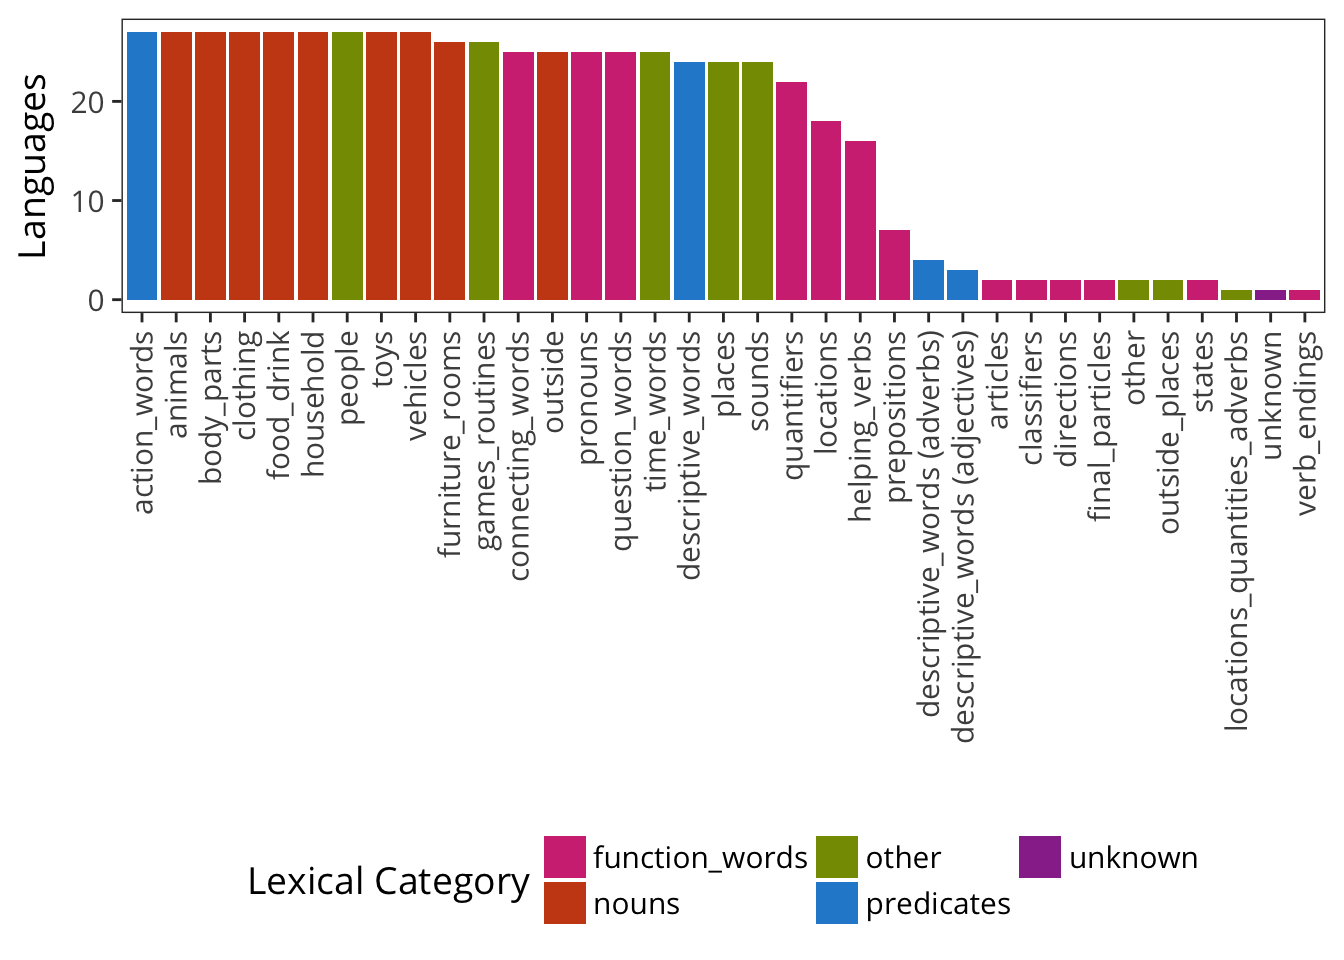 Languages
20
10
0
action_words
animals
body_parts
clothing
food_drink
household
people
toys
vehicles
furniture_rooms
games_routines
connecting_words
outside
pronouns
question_words
time_words
descriptive_words
places
sounds
quantifiers
locations
helping_verbs
prepositions
descriptive_words (adverbs)
descriptive_words (adjectives)
articles
classifiers
directions
final_particles
other
outside_places
states
locations_quantities_adverbs
unknown
verb_endings
Lexical Category
function_words
nouns
other
predicates
unknown